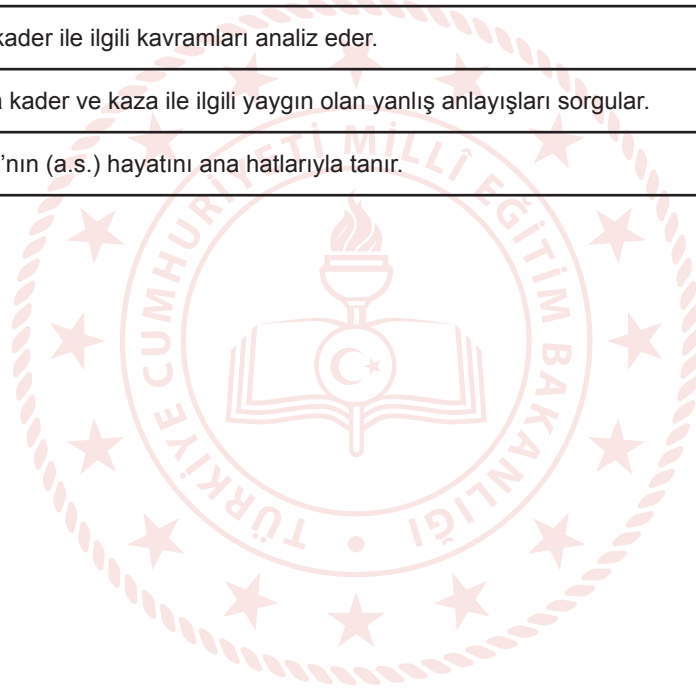 kader ile ilgili kavramları analiz eder.
kader ve kaza ile ilgili yaygın olan yanlış anlayışları sorgular.
’nın (a.s.) hayatını ana hatlarıyla tanır.
TÜRKİYE CUMHURİYETİ MİLLÎ EĞİTİM BAKANLIĞI